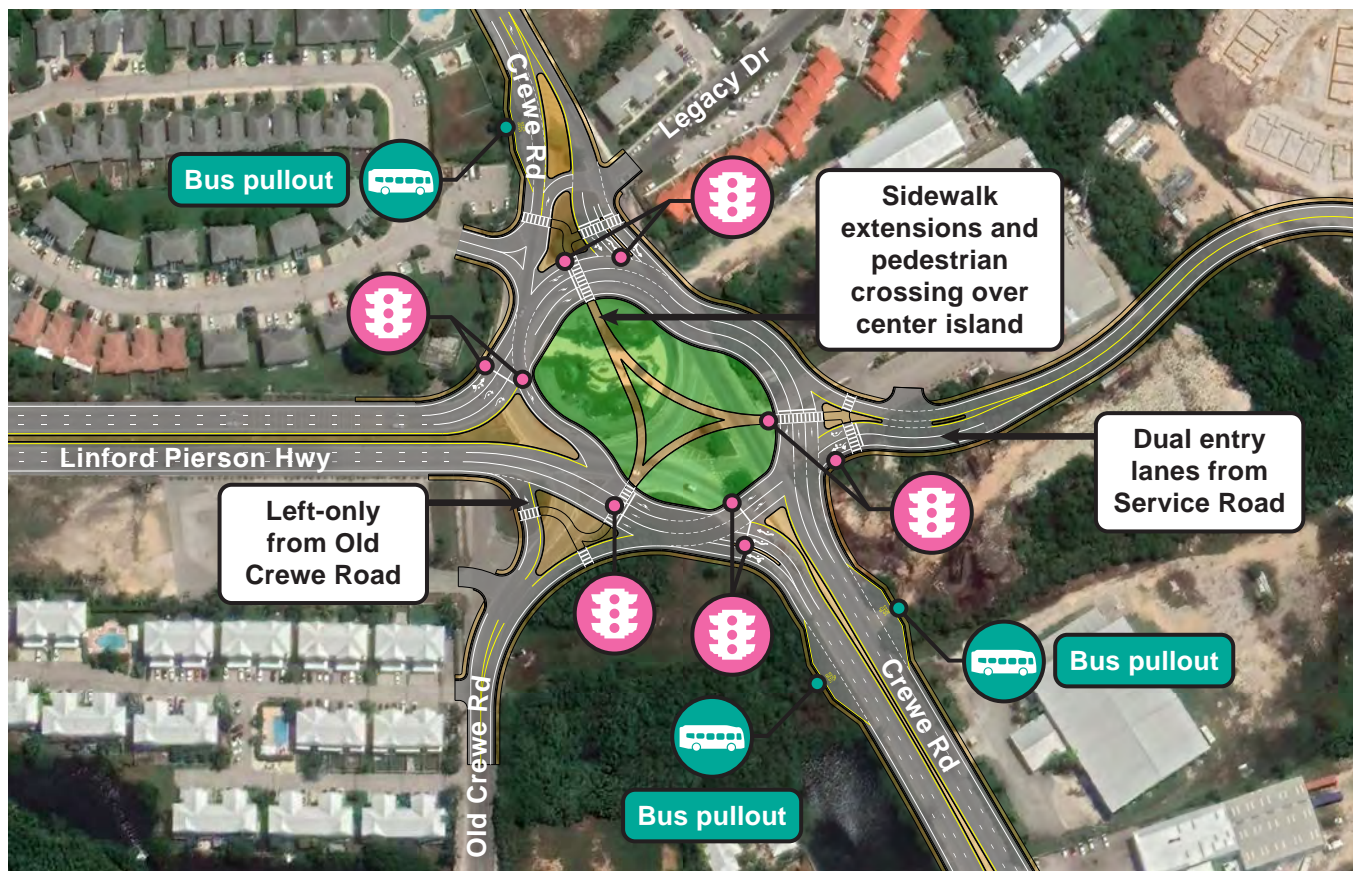 Crewe Rd
Legacy Dr
Bus pullout
Sidewalk
extensions and
pedestrian
crossing over
center island
Linford Pierson Hwy
Dual entry
lanes from
Service Road
Left-only
from Old
Crewe Road
Bus pullout
Crewe Rd
Old Crewe Rd
Bus pullout